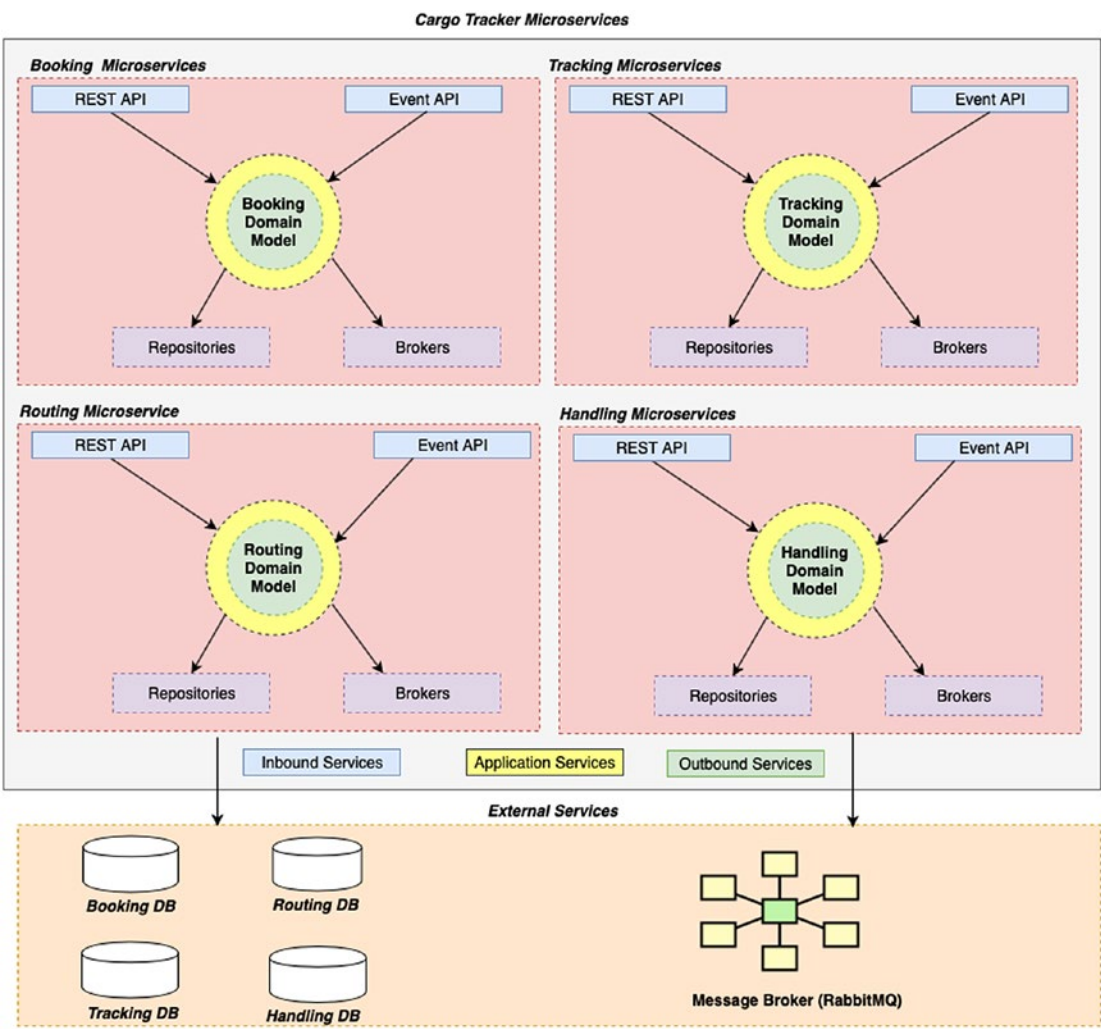 Cargo Tracker Microservices
Booking Microservices
Tracking Microservices
REST API
Event API
REST API
Event API
Booking
Domain
Model
Tracking
Domain
Model
Repositories
Brokers
Repositories
Brokers
Routing Microservice
Handling Microservices
REST API
Event API
REST API
Event API
Routing
Domain
Model
Handling
Domain
Model
Repositories
Brokers
Repositories
Brokers
Inbound Services
Application Services
Outbound Services
External Services
Booking DB
Routing DB
Tracking DB
Handling DB
Message Broker (RabbitMQ)